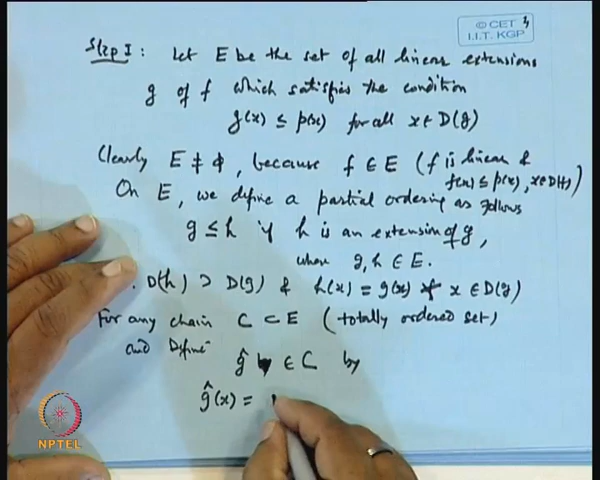 © CET
I.I.T. KGP
Step I : Let E be the set of all linear extensions
g of f which satisfies the condition
g(x) ≤ p(x) for all x ∈ D(g)
Clearly E ≠ ϕ, because f ∈ E ( f is linear &
f(x) ≤ p(x), x ∈ D(f) )
On E, we define a partial ordering as follows
g ≤ h if h is an extension of g,
where g, h ∈ E.
. D(h) ⊃ D(g) & h(x) = g(x) ∀ x ∈ D(g)
For any chain C ⊂ E (totally ordered set)
and Define
ĝ ∈ C by
ĝ(x) =
NPTEL